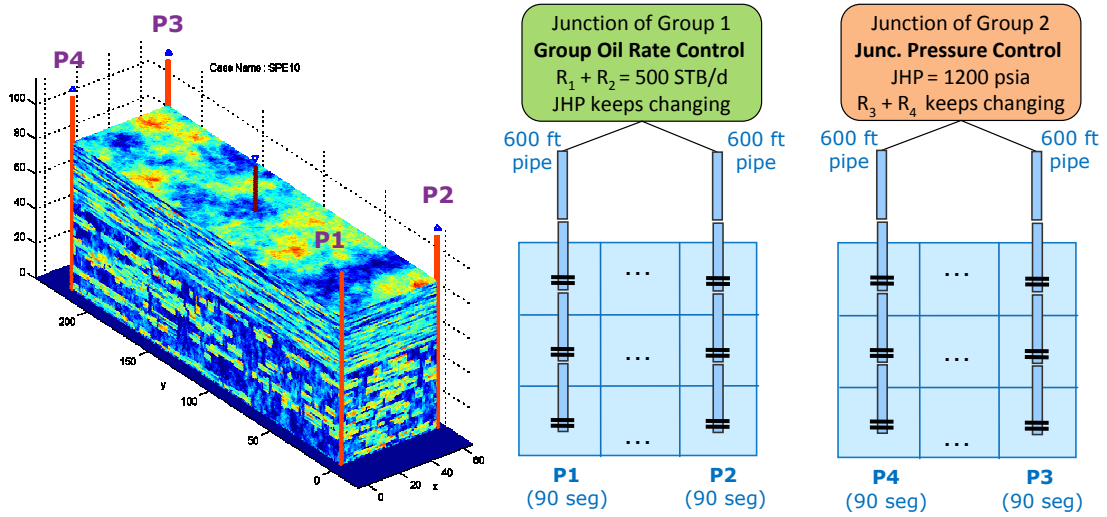 P3
P4
Case Name : SPE10
P2
P1
100
80
60
40
20
0
200
150
100
50
0
y
0
20
40
60
x
Junction of Group 1
Group Oil Rate Control
R1 + R2 = 500 STB/d
JHP keeps changing
600 ft
pipe
600 ft
pipe
...
...
...
P1
(90 seg)
P2
(90 seg)
Junction of Group 2
Junc. Pressure Control
JHP = 1200 psia
R3 + R4 keeps changing
600 ft
pipe
600 ft
pipe
...
...
...
P4
(90 seg)
P3
(90 seg)